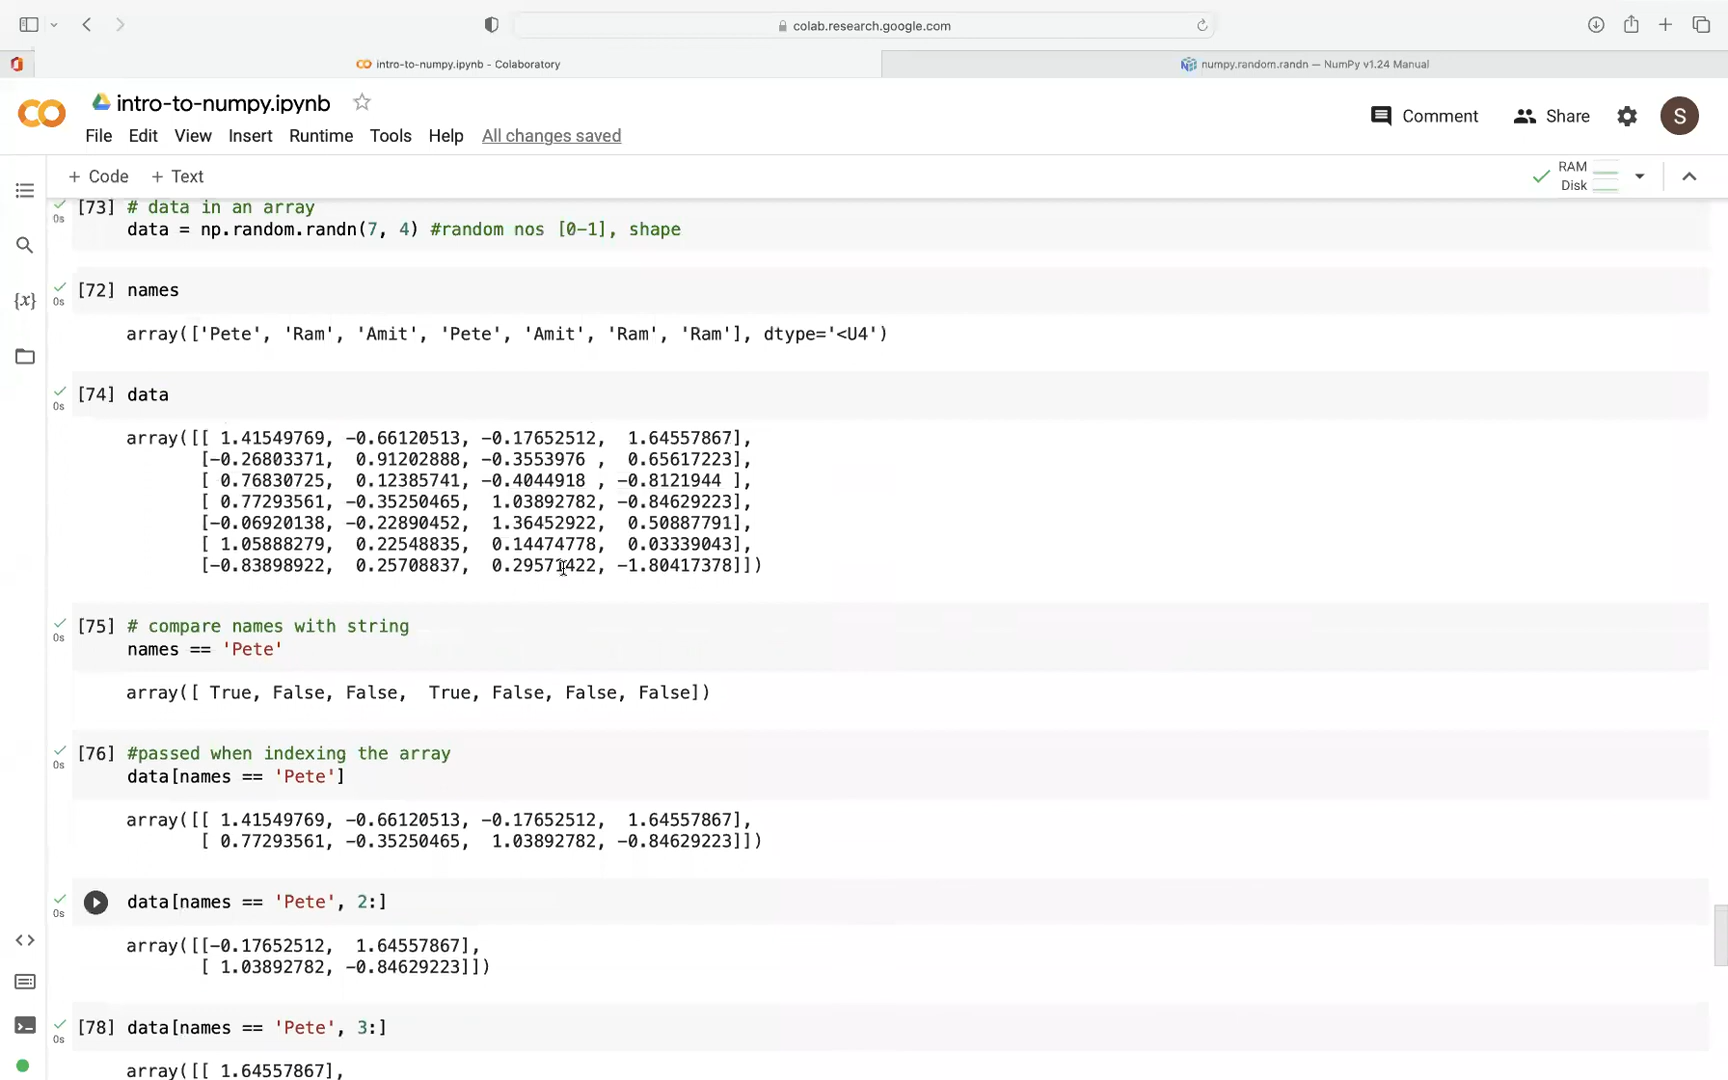 colab.research.google.com
intro-to-numpy.ipynb - Colaboratory
numpy.random.randn — NumPy v1.24 Manual
intro-to-numpy.ipynb
Comment
Share
S
File Edit View Insert Runtime Tools Help All changes saved
+ Code + Text
RAM
Disk
[73] # data in an array
0s
data = np.random.randn(7, 4) #random nos [0-1], shape
[72] names
0s
array(['Pete', 'Ram', 'Amit', 'Pete', 'Amit', 'Ram', 'Ram'], dtype='<U4')
[74] data
0s
array([[ 1.41549769, -0.66120513, -0.17652512,  1.64557867],
[-0.26803371,  0.91202888, -0.3553976 ,  0.65617223],
[ 0.76830725,  0.12385741, -0.4044918 , -0.8121944 ],
[ 0.77293561, -0.35250465,  1.03892782, -0.84629223],
[-0.06920138, -0.22890452,  1.36452922,  0.50887791],
[ 1.05888279,  0.22548835,  0.14474778,  0.03339043],
[-0.83898922,  0.25708837,  0.29571422, -1.80417378]])
[75] # compare names with string
0s
names == 'Pete'
array([ True, False, False,  True, False, False, False])
[76] #passed when indexing the array
0s
data[names == 'Pete']
array([[ 1.41549769, -0.66120513, -0.17652512,  1.64557867],
[ 0.77293561, -0.35250465,  1.03892782, -0.84629223]])
data[names == 'Pete', 2:]
0s
array([[-0.17652512,  1.64557867],
[ 1.03892782, -0.84629223]])
[78] data[names == 'Pete', 3:]
0s
array([[ 1.64557867],
{x}